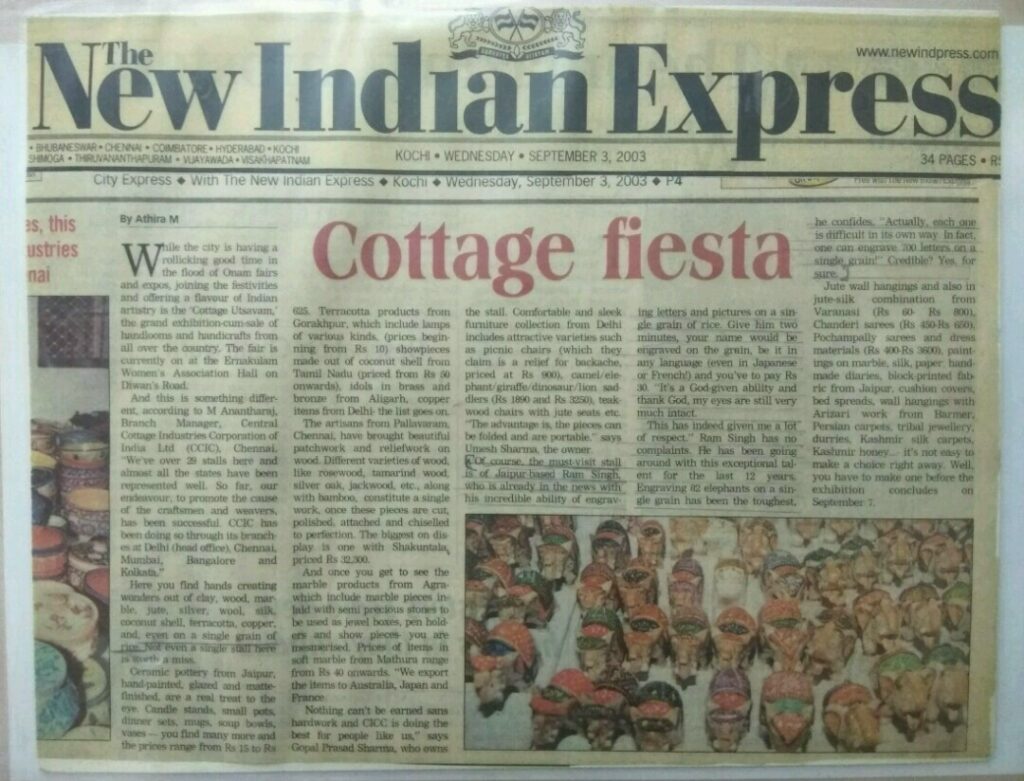 The
New Indian Express
www.newindpress.com
• BHUBANESWAR • CHENNAI • COIMBATORE • HYDERABAD • KOCHI
SHIMOGA • THIRUVANANTHAPURAM • VIJAYAWADA • VISAKHAPATNAM
KOCHI • WEDNESDAY • SEPTEMBER 3, 2003
34 PAGES •
City Express ◆ With The New Indian Express ◆ Kochi ◆ Wednesday, September 3, 2003 ◆ P4
es, this
ustries
nai
By Athira M
Cottage fiesta
While the city is having a
rollicking good time in
the flood of Onam fairs
and expos, joining the festivities
and offering a flavour of Indian
artistry is the 'Cottage Utsavam,'
the grand exhibition-cum-sale of
handlooms and handicrafts from
all over the country. The fair is
currently on at the Ernakulam
Women's Association Hall on
Diwan's Road.
And this is something differ-
ent, according to M Anantharaj,
Branch Manager, Central
Cottage Industries Corporation of
India Ltd (CCIC), Chennai.
"We've over 29 stalls here and
almost all the states have been
represented well. So far, our
endeavour, to promote the cause
of the craftsmen and weavers,
has been successful. CCIC has
been doing so through its branch-
es at Delhi (head office), Chennai,
Mumbai, Bangalore and
Kolkata."
Here you find hands creating
wonders out of clay, wood, mar-
ble, jute, silver, wool, silk,
coconut shell, terracotta, copper,
and, even on a single grain of
rice. Not even a single stall here
is worth a miss.
Ceramic pottery from Jaipur,
hand-painted, glazed and matte-
finished, are a real treat to the
eye. Candle stands, small pots,
dinner sets, mugs, soup bowls,
vases — you find many more and
the prices range from Rs 15 to Rs
625. Terracotta products from
Gorakhpur, which include lamps
of various kinds, (prices begin-
ning from Rs 10) showpieces
made out of coconut shell from
Tamil Nadu (priced from Rs 50
onwards), idols in brass and
bronze from Aligarh, copper
items from Delhi- the list goes on.
The artisans from Pallavaram,
Chennai, have brought beautiful
patchwork and reliefwork on
wood. Different varieties of wood,
like rosewood, tamarind wood,
silver oak, jackwood, etc., along
with bamboo, constitute a single
work, once these pieces are cut,
polished, attached and chiselled
to perfection. The biggest on dis-
play is one with Shakuntala,
priced Rs 32,300.
And once you get to see the
marble products from Agra-
which include marble pieces in-
laid with semi precious stones to
be used as jewel boxes, pen hold-
ers and show pieces- you are
mesmerised. Prices of items in
soft marble from Mathura range
from Rs 40 onwards. "We export
the items to Australia, Japan and
France.
Nothing can't be earned sans
hardwork and CICC is doing the
best for people like us," says
Gopal Prasad Sharma, who owns
the stall. Comfortable and sleek
furniture collection from Delhi
includes attractive varieties such
as picnic chairs (which they
claim is a relief for backache,
priced at Rs 900), camel/ele-
phant/giraffe/dinosaur/lion sad-
dlers (Rs 1890 and Rs 3250), teak-
wood chairs with jute seats etc.
"The advantage is, the pieces can
be folded and are portable." says
Umesh Sharma, the owner.
Of course, the must-visit stall
is of Jaipur-based Ram Singh,
who already in the news with
his incredible ability of engrav-
ing letters and pictures on a sin-
gle grain of rice. Give him two
minutes, your name would be
engraved on the grain, be it in
any language (even in Japanese
or French!) and you've to pay Rs
30. "It's a God-given ability and
thank God, my eyes are still very
much intact.
This has indeed given me a lot
of respect." Ram Singh has no
complaints. He has been going
around with this exceptional tal-
ent for the last 12 years.
Engraving 82 elephants on a sin-
gle grain has been the toughest,
he confides. "Actually, each one
is difficult in its own way. In fact,
one can engrave 700 letters on a
single grain!" Credible? Yes, for
sure.
Jute wall hangings and also in
jute-silk combination from
Varanasi (Rs 60- Rs 800),
Chanderi sarees (Rs 450-Rs 650),
Pochampally sarees and dress
materials (Rs 400-Rs 3600), paint-
ings on marble, silk, paper, hand-
made diaries, block-printed fab-
ric from Jaipur, cushion covers,
bed spreads, wall hangings with
Arizari work from Barmer,
Persian carpets, tribal jewellery,
durries, Kashmir silk carpets,
Kashmir honey... it's not easy to
make a choice right away. Well,
you have to make one before the
exhibition concludes on
September 7.